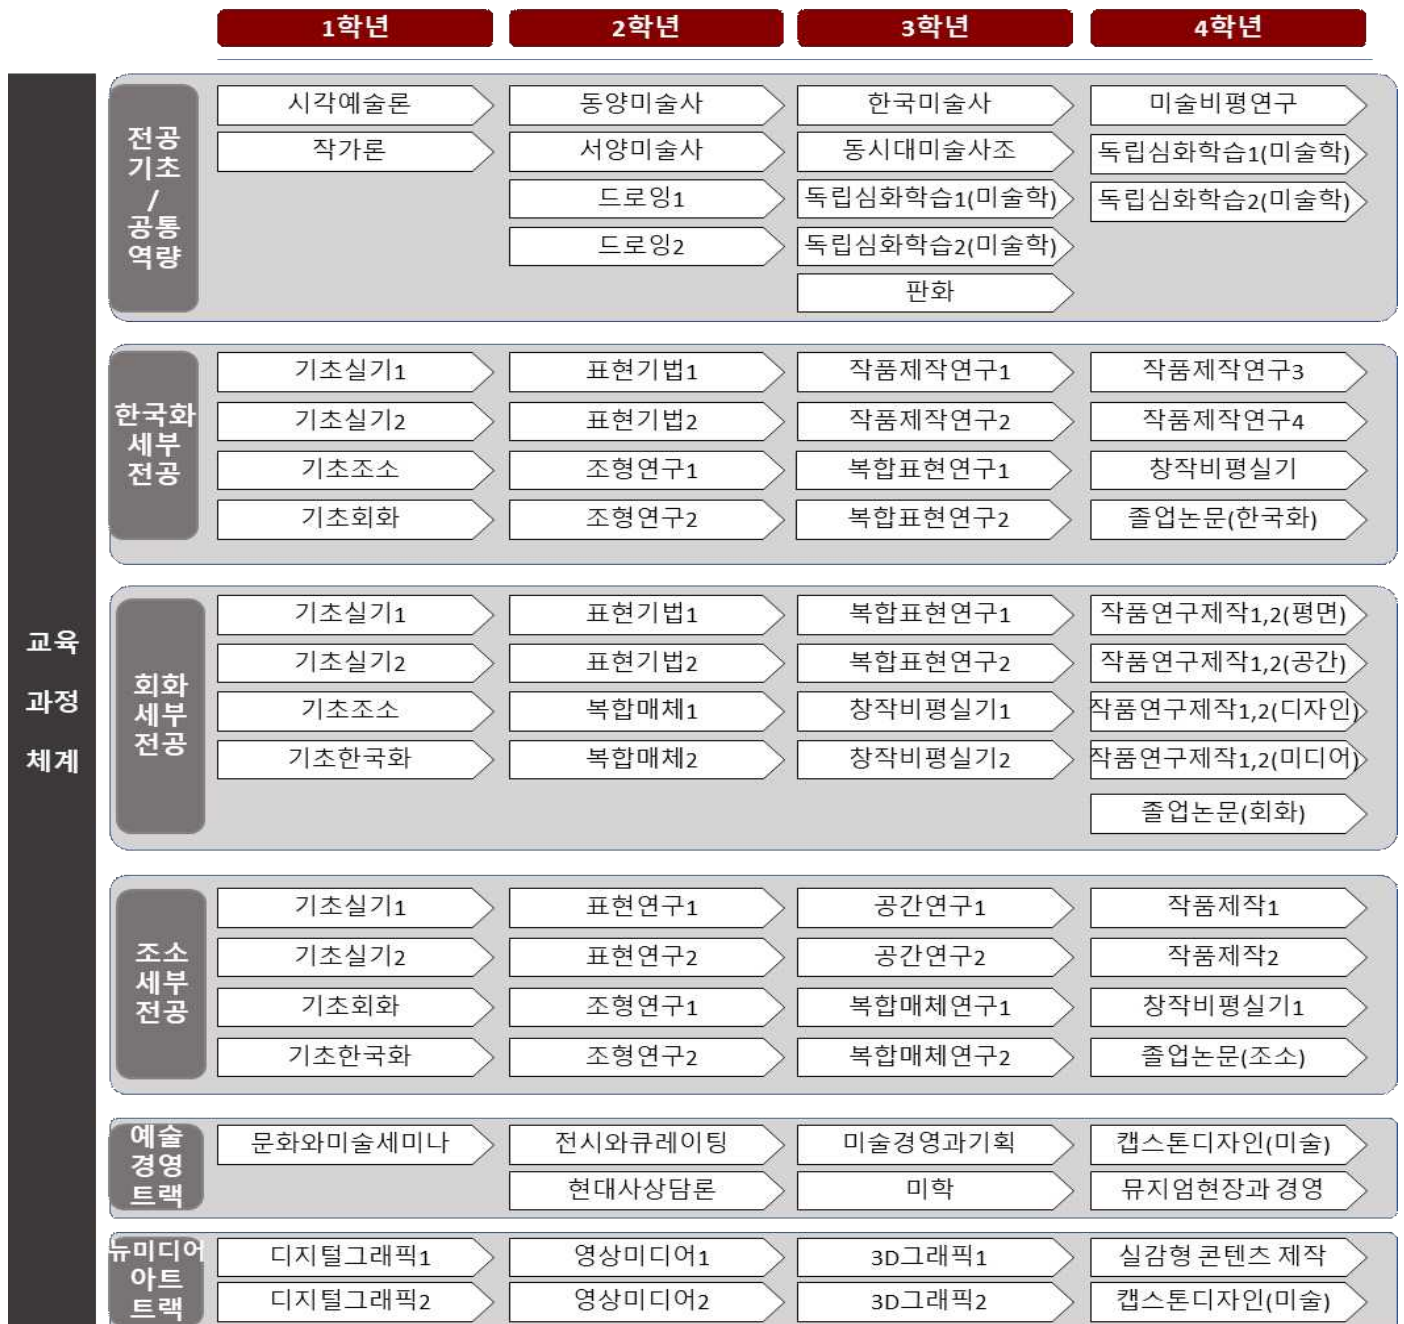 1학년
2학년
3학년
4학년
교육
과정
체계
전공
기초
/
공통
역량
시각예술론
동양미술사
한국미술사
미술비평연구
작가론
서양미술사
동시대미술사조
독립심화학습1(미술학)
드로잉1
독립심화학습1(미술학)
독립심화학습2(미술학)
드로잉2
독립심화학습2(미술학)
판화
한국화
세부
전공
기초실기1
표현기법1
작품제작연구1
작품제작연구3
기초실기2
표현기법2
작품제작연구2
작품제작연구4
기초조소
조형연구1
복합표현연구1
창작비평실기
기초회화
조형연구2
복합표현연구2
졸업논문(한국화)
회화
세부
전공
기초실기1
표현기법1
복합표현연구1
작품연구제작1,2(평면)
기초실기2
표현기법2
복합표현연구2
작품연구제작1,2(공간)
기초조소
복합매체1
창작비평실기1
작품연구제작1,2(디자인)
기초한국화
복합매체2
창작비평실기2
작품연구제작1,2(미디어)
졸업논문(회화)
조소
세부
전공
기초실기1
표현연구1
공간연구1
작품제작1
기초실기2
표현연구2
공간연구2
작품제작2
기초회화
조형연구1
복합매체연구1
창작비평실기1
기초한국화
조형연구2
복합매체연구2
졸업논문(조소)
예술
경영
트랙
문화와미술세미나
전시와큐레이팅
미술경영과기획
캡스톤디자인(미술)
현대사상담론
미학
뮤지엄현장과 경영
뉴미디어
아트
트랙
디지털그래픽1
영상미디어1
3D그래픽1
실감형 콘텐츠 제작
디지털그래픽2
영상미디어2
3D그래픽2
캡스톤디자인(미술)